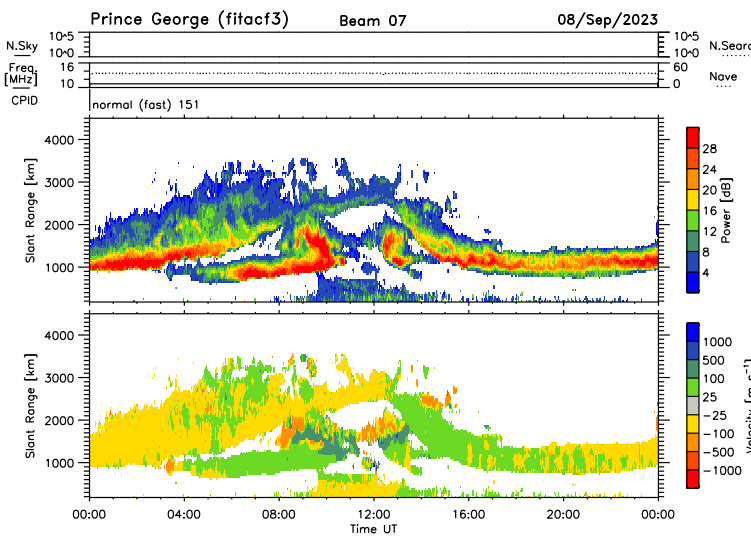 Prince George (fitacf3) Beam 07 08/Sep/2023
N.Sky 10^5 10^0 10^5 10^0 N.Sear
Freq [MHz] 16 10 60 0 Nave
CPID normal (fast) 151
Slant Range [km] 4000 3000 2000 1000
Power [dB] 28 24 20 16 12 8 4
Slant Range [km] 4000 3000 2000 1000
Velocity [m s⁻¹] 1000 500 100 25 -25 -100 -500 -1000
00:00 04:00 08:00 12:00 16:00 20:00 00:00
Time UT